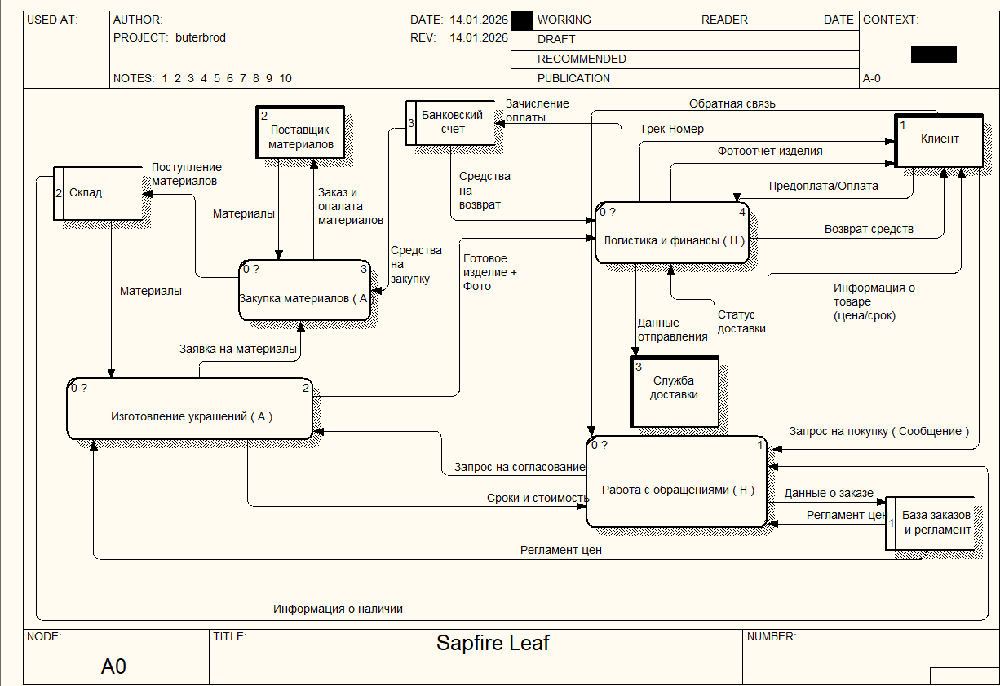 USED AT:
AUTHOR:
DATE: 14.01.2026
PROJECT: buterbrod
REV: 14.01.2026
NOTES: 1 2 3 4 5 6 7 8 9 10
WORKING
DRAFT
RECOMMENDED
PUBLICATION
READER DATE
CONTEXT:
A-0
2
Поставщик
материалов
3
Банковский
счет
Зачисление
оплаты
Обратная связь
1
Клиент
Трек-Номер
Фотоотчет изделия
Предоплата/Оплата
2
Склад
Поступление
материалов
Материалы
Заказ и
опалата
материалов
Средства
на
возврат
0 ?
4
Логистика и финансы ( Н )
Возврат средств
Средства
на
закупку
Готовое
изделие +
Фото
0 ?
3
Закупка материалов ( А
Материалы
Информация о
товаре
(цена/срок)
Данные
отправления
Статус
доставки
Заявка на материалы
3
Служба
доставки
0 ?
2
Изготовление украшений ( А )
Запрос на покупку ( Сообщение )
0 ?
1
Работа с обращениями ( Н )
Запрос на согласование
Сроки и стоимость
Данные о заказе
Регламент цен
1
База заказов
и регламент
Регламент цен
Информация о наличии
NODE:
A0
TITLE:
Sapfire Leaf
NUMBER: